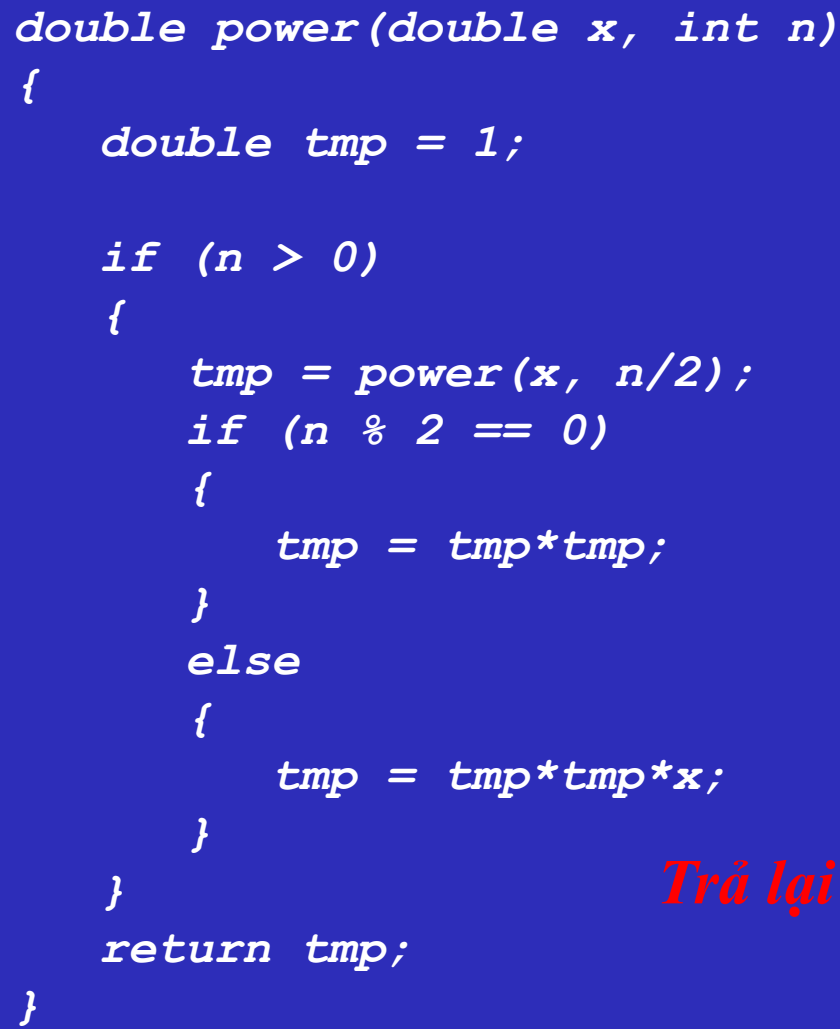 double power(double x, int n)
{
    double tmp = 1;

    if (n > 0)
    {
        tmp = power(x, n/2);
        if (n % 2 == 0)
        {
            tmp = tmp*tmp;
        }
        else
        {
            tmp = tmp*tmp*x;
        }
    }
Trả lại
    return tmp;
}